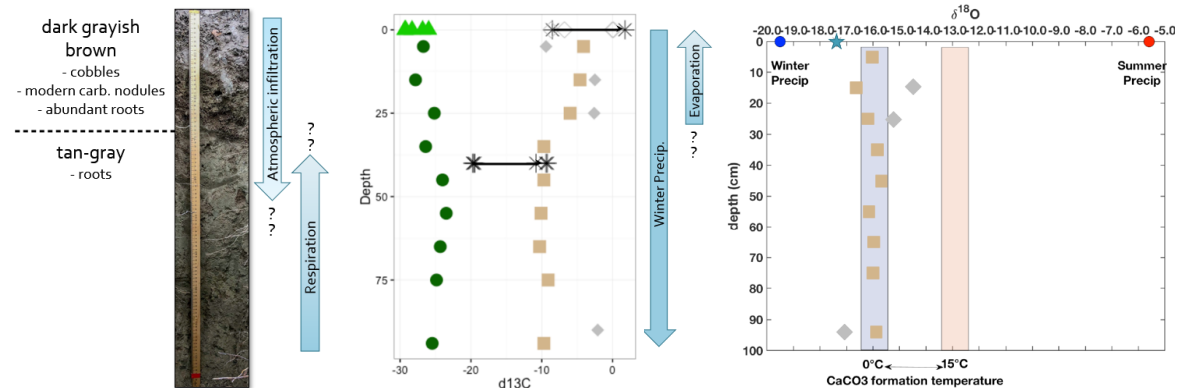 dark grayish
brown
- cobbles
- modern carb. nodules
- abundant roots
tan-gray
- roots
Atmospheric infiltration
?
?
?
?
Respiration
0
25
50
75
Depth
-30
-20
-10
0
d13C
Winter Precip.
Evaporation
?
?
δ18O
-20.0 -19.0 -18.0 -17.0 -16.0 -15.0 -14.0 -13.0 -12.0 -11.0 -10.0 -9.0 -8.0 -7.0 -6.0 -5.0
Winter
Precip
Summer
Precip
0
10
20
30
40
50
60
70
80
90
100
depth (cm)
0°C
15°C
CaCO3 formation temperature